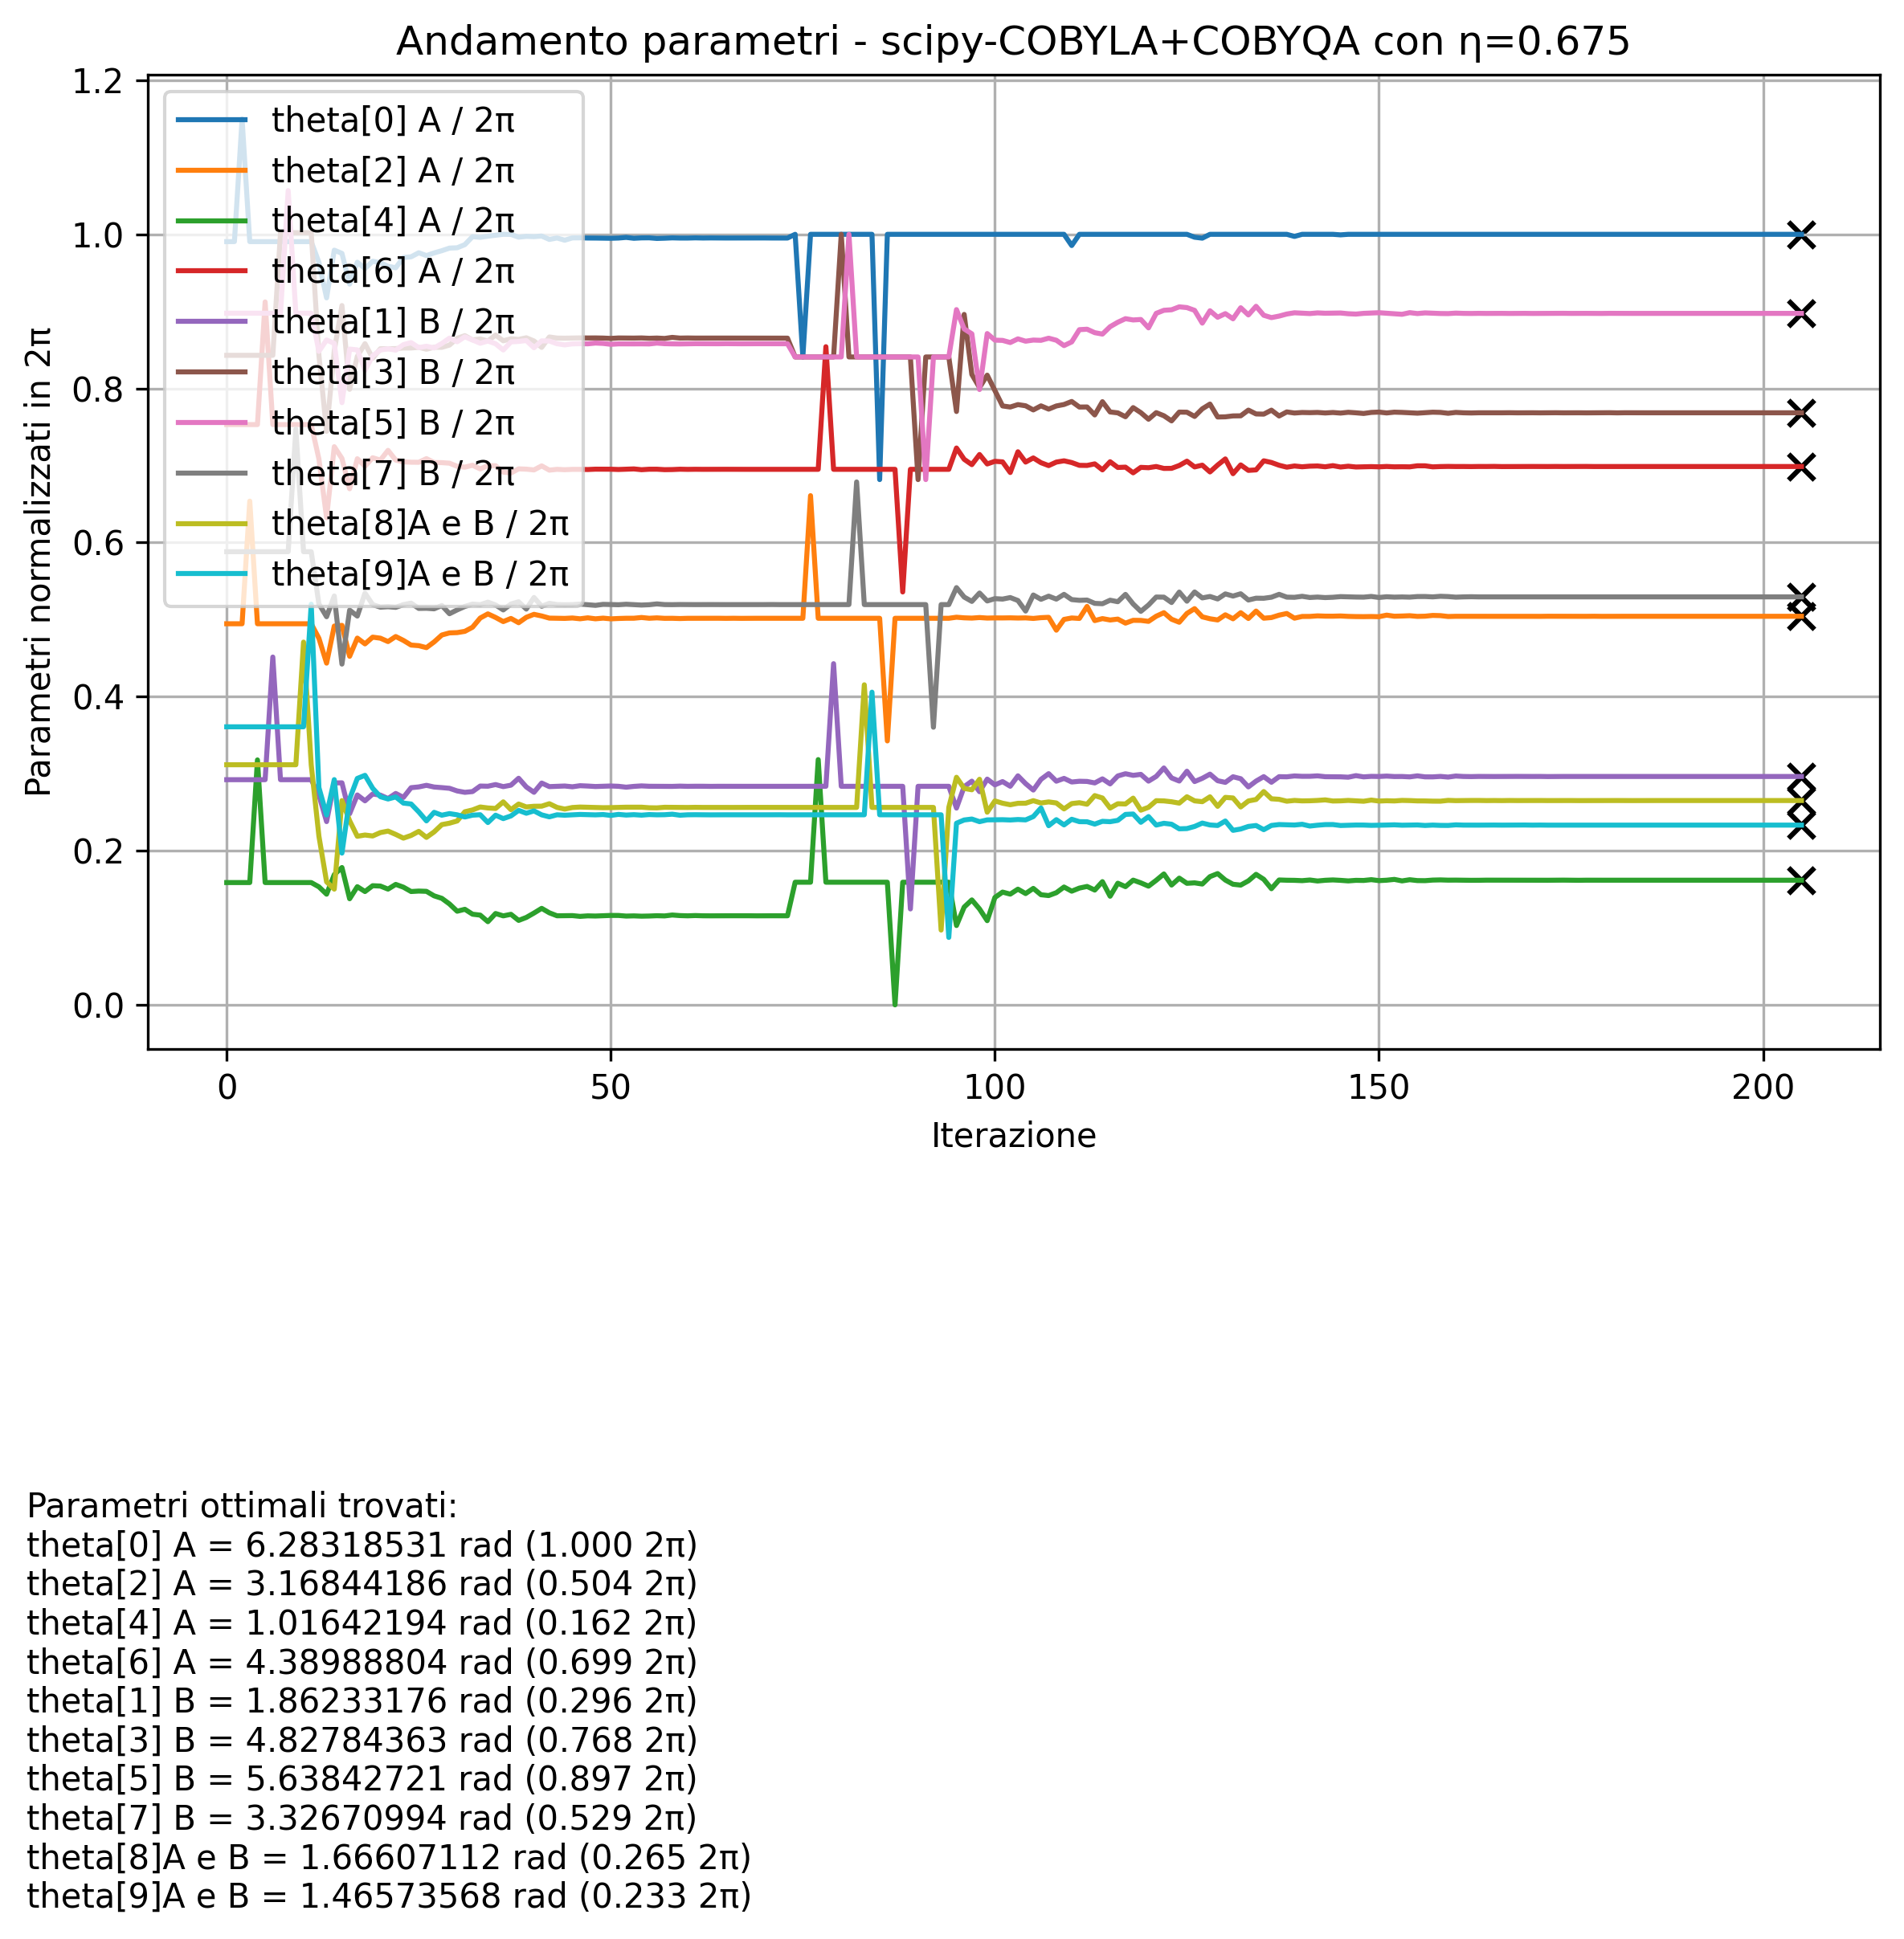 Andamento parametri - scipy-COBYLA+COBYQA con η=0.675
Parametri normalizzati in 2π
1.2
1.0
0.8
0.6
0.4
0.2
0.0
theta[0] A / 2π
theta[2] A / 2π
theta[4] A / 2π
theta[6] A / 2π
theta[1] B / 2π
theta[3] B / 2π
theta[5] B / 2π
theta[7] B / 2π
theta[8]A e B / 2π
theta[9]A e B / 2π
0 50 100 150 200
Iterazione
Parametri ottimali trovati:
theta[0] A = 6.28318531 rad (1.000 2π)
theta[2] A = 3.16844186 rad (0.504 2π)
theta[4] A = 1.01642194 rad (0.162 2π)
theta[6] A = 4.38988804 rad (0.699 2π)
theta[1] B = 1.86233176 rad (0.296 2π)
theta[3] B = 4.82784363 rad (0.768 2π)
theta[5] B = 5.63842721 rad (0.897 2π)
theta[7] B = 3.32670994 rad (0.529 2π)
theta[8]A e B = 1.66607112 rad (0.265 2π)
theta[9]A e B = 1.46573568 rad (0.233 2π)